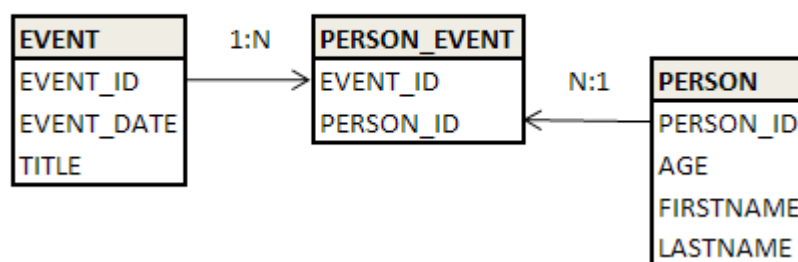 EVENT
EVENT_ID
EVENT_DATE
TITLE
1:N
PERSON_EVENT
EVENT_ID
PERSON_ID
N:1
PERSON
PERSON_ID
AGE
FIRSTNAME
LASTNAME